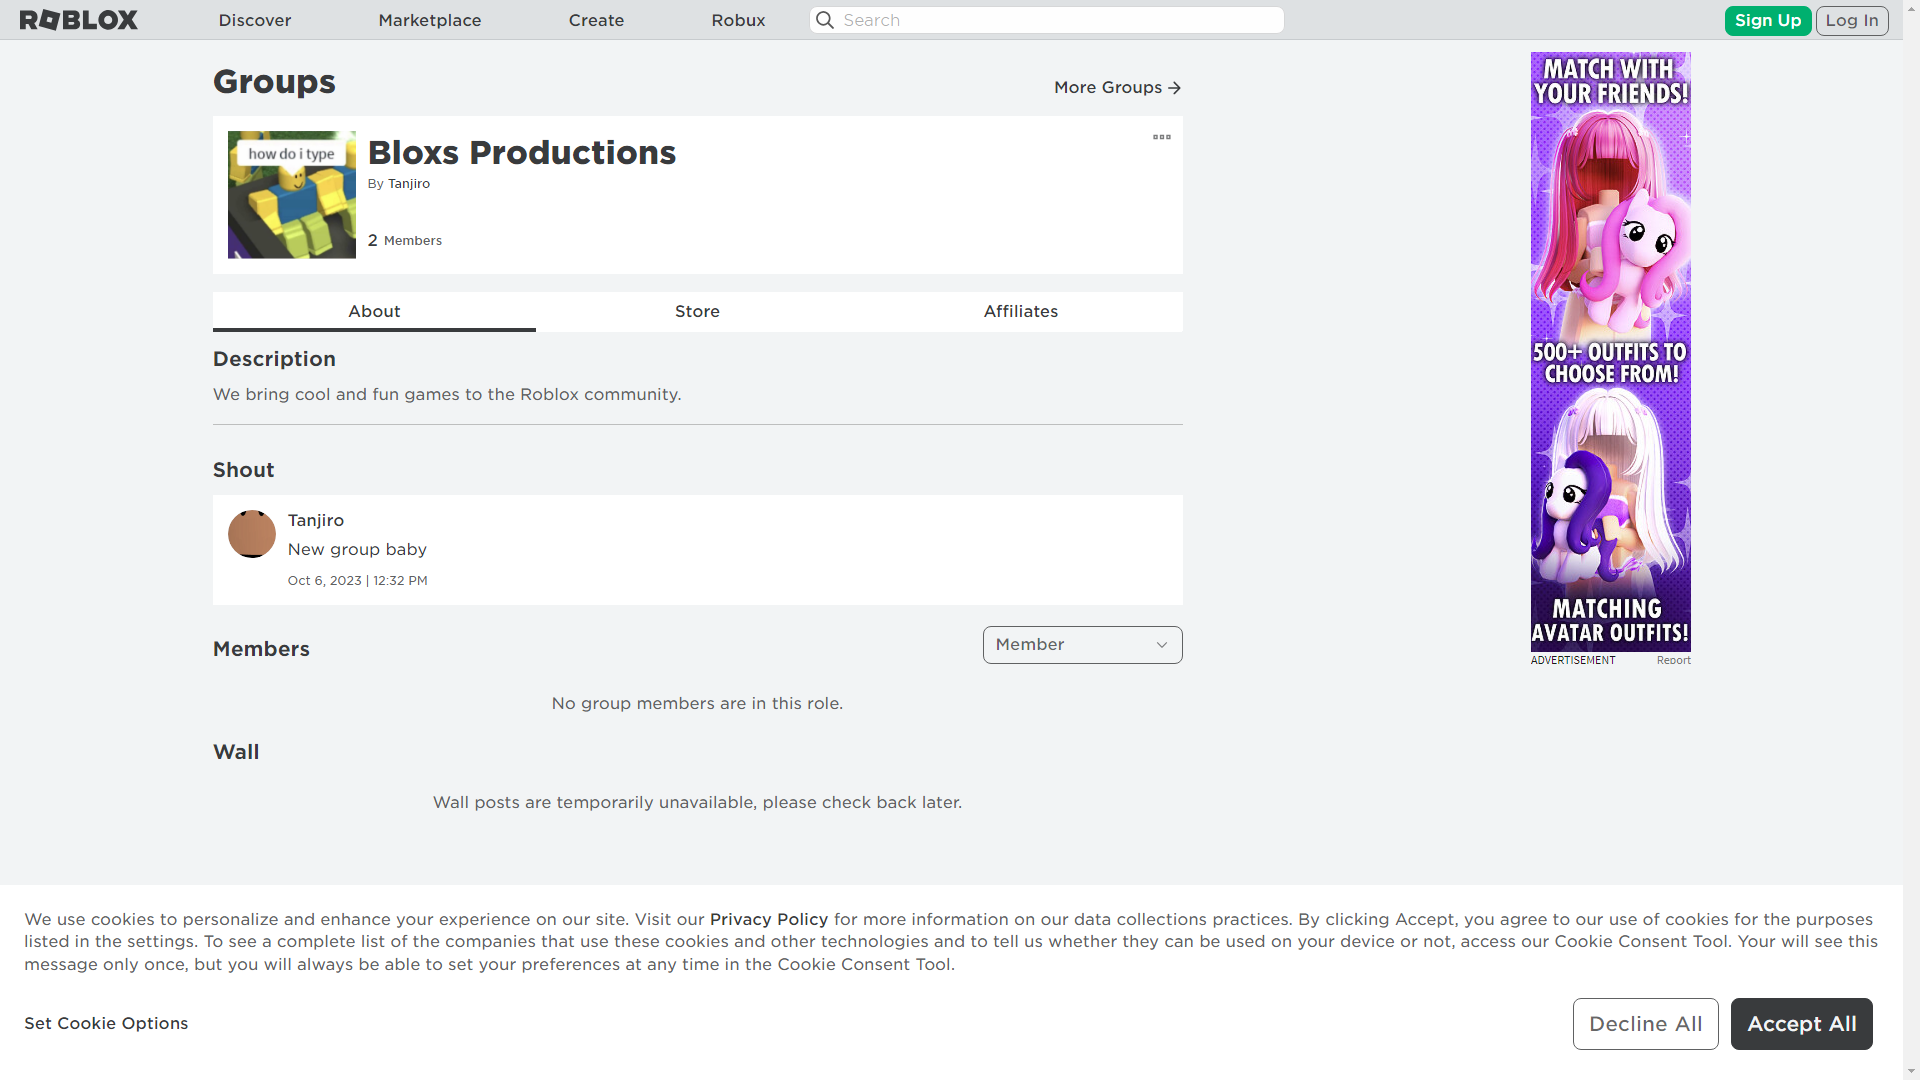 ROBLOX
Discover
Marketplace
Create
Robux
Search
Sign Up
Log In
Groups
More Groups
how do i type
Bloxs Productions
By Tanjiro
2 Members
About
Store
Affiliates
Description
We bring cool and fun games to the Roblox community.
Shout
Tanjiro
New group baby
Oct 6, 2023 | 12:32 PM
Members
Member
No group members are in this role.
Wall
Wall posts are temporarily unavailable, please check back later.
MATCH WITH
YOUR FRIENDS!
500+ OUTFITS TO
CHOOSE FROM!
MATCHING
AVATAR OUTFITS!
ADVERTISEMENT
Report
We use cookies to personalize and enhance your experience on our site. Visit our Privacy Policy for more information on our data collections practices. By clicking Accept, you agree to our use of cookies for the purposes
listed in the settings. To see a complete list of the companies that use these cookies and other technologies and to tell us whether they can be used on your device or not, access our Cookie Consent Tool. Your will see this
message only once, but you will always be able to set your preferences at any time in the Cookie Consent Tool.
Set Cookie Options
Decline All
Accept All